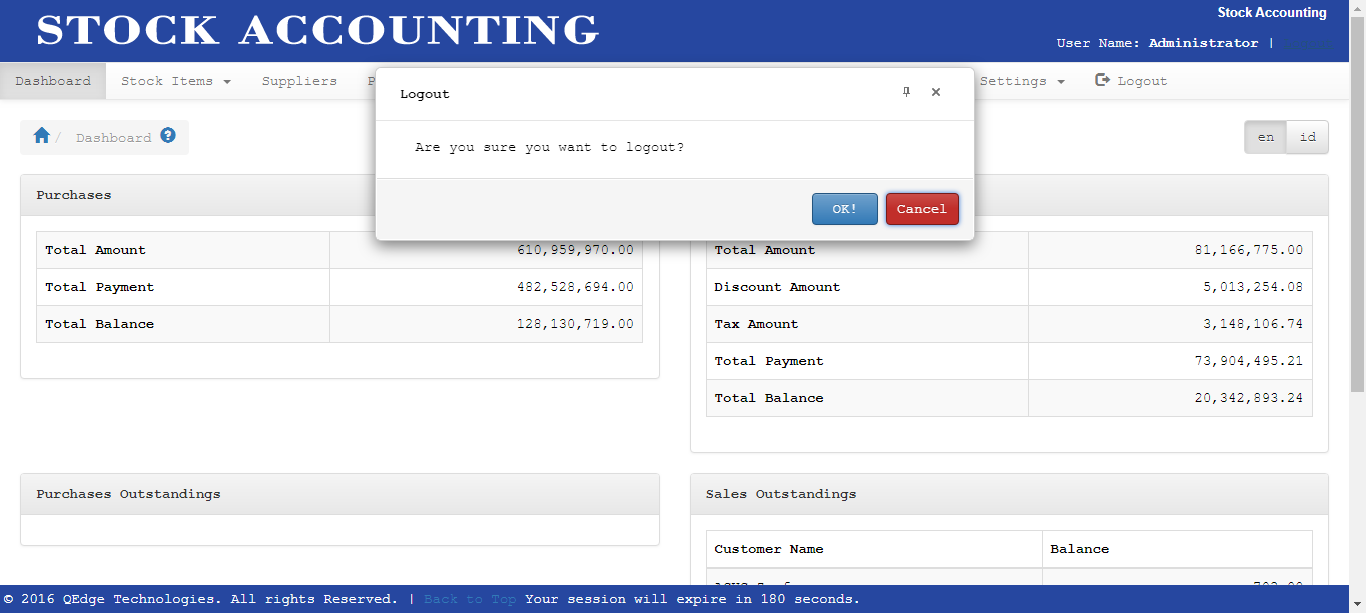 STOCK ACCOUNTING
Stock Accounting
User Name: Administrator |
Dashboard Stock Items Suppliers P Settings Logout
Logout
Are you sure you want to logout?
OK! Cancel
/ Dashboard
en id
Purchases
Total Amount 610,959,970.00
Total Payment 482,528,694.00
Total Balance 128,130,719.00
Total Amount 81,166,775.00
Discount Amount 5,013,254.08
Tax Amount 3,148,106.74
Total Payment 73,904,495.21
Total Balance 20,342,893.24
Purchases Outstandings
Sales Outstandings
Customer Name Balance
© 2016 QEdge Technologies. All rights Reserved. | Back to Top Your session will expire in 180 seconds.